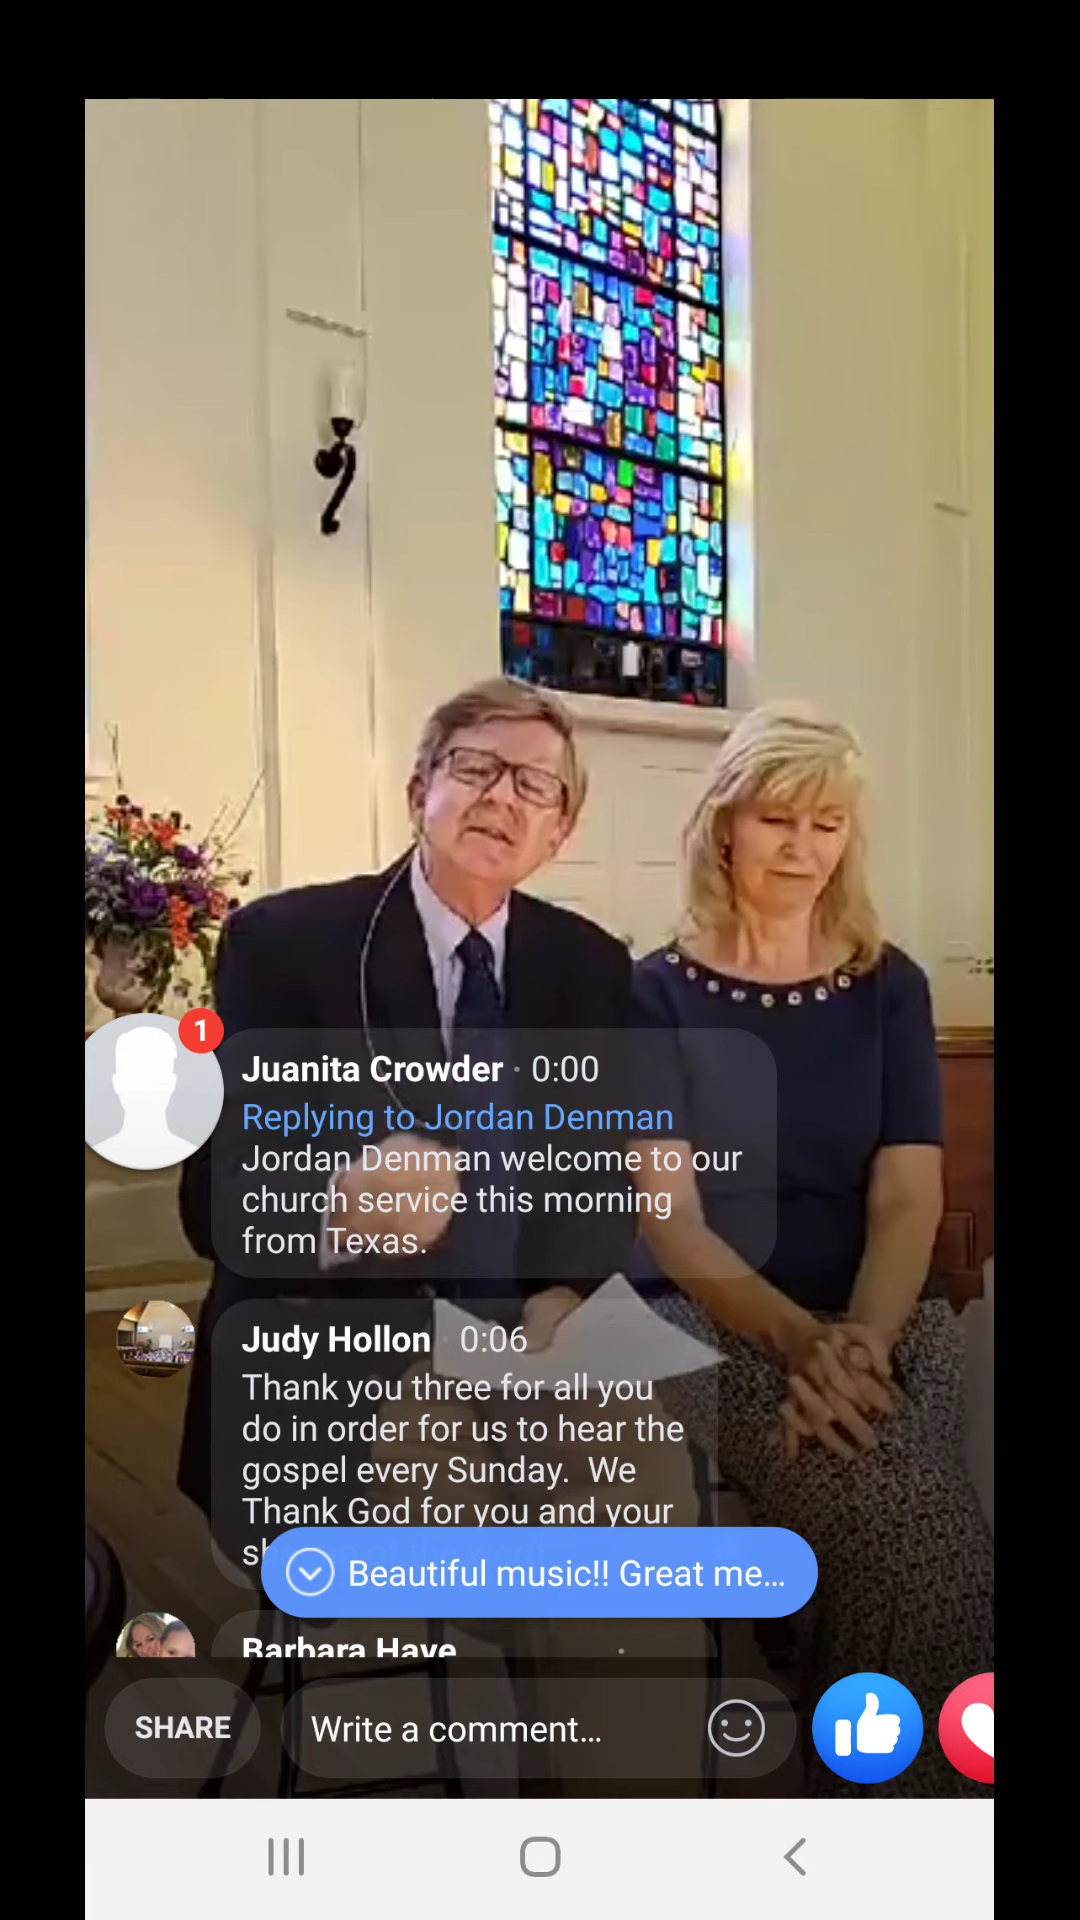 1
Juanita Crowder · 0:00
Replying to Jordan Denman
Jordan Denman welcome to our
church service this morning
from Texas.
Judy Hollon · 0:06
Thank you three for all you
do in order for us to hear the
gospel every Sunday.  We
Thank God for you and your
Beautiful music!! Great me...
Barbara Haye
SHARE
Write a comment...